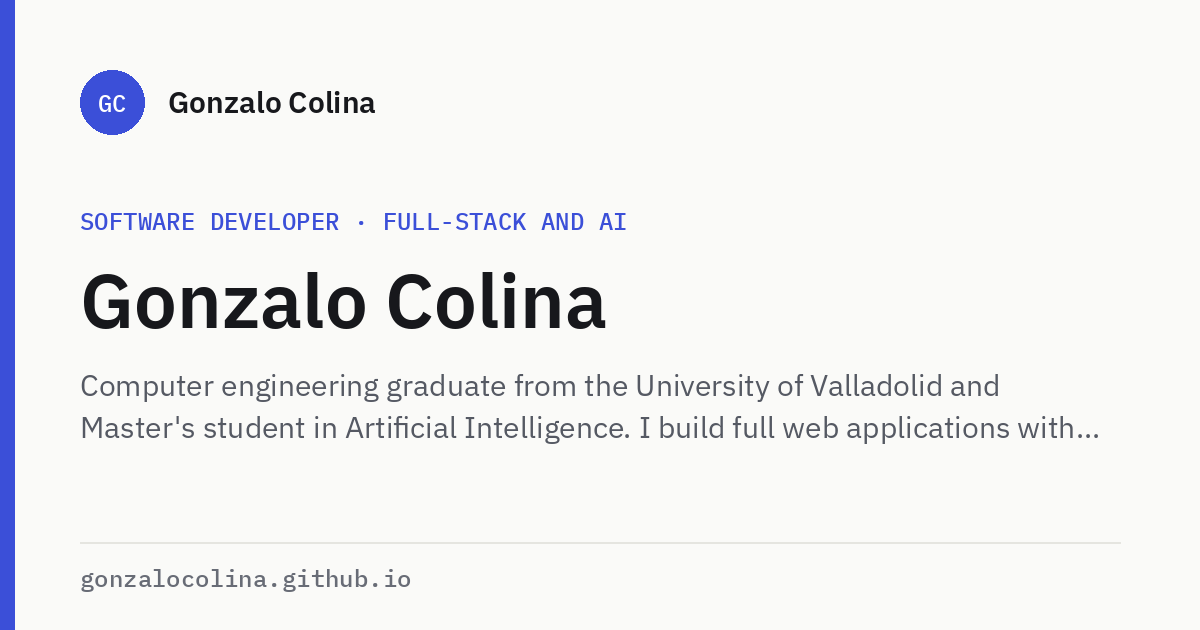 GC
Gonzalo Colina
SOFTWARE DEVELOPER · FULL-STACK AND AI
Gonzalo Colina
Computer engineering graduate from the University of Valladolid and
Master's student in Artificial Intelligence. I build full web applications with...
gonzalocolina.github.io